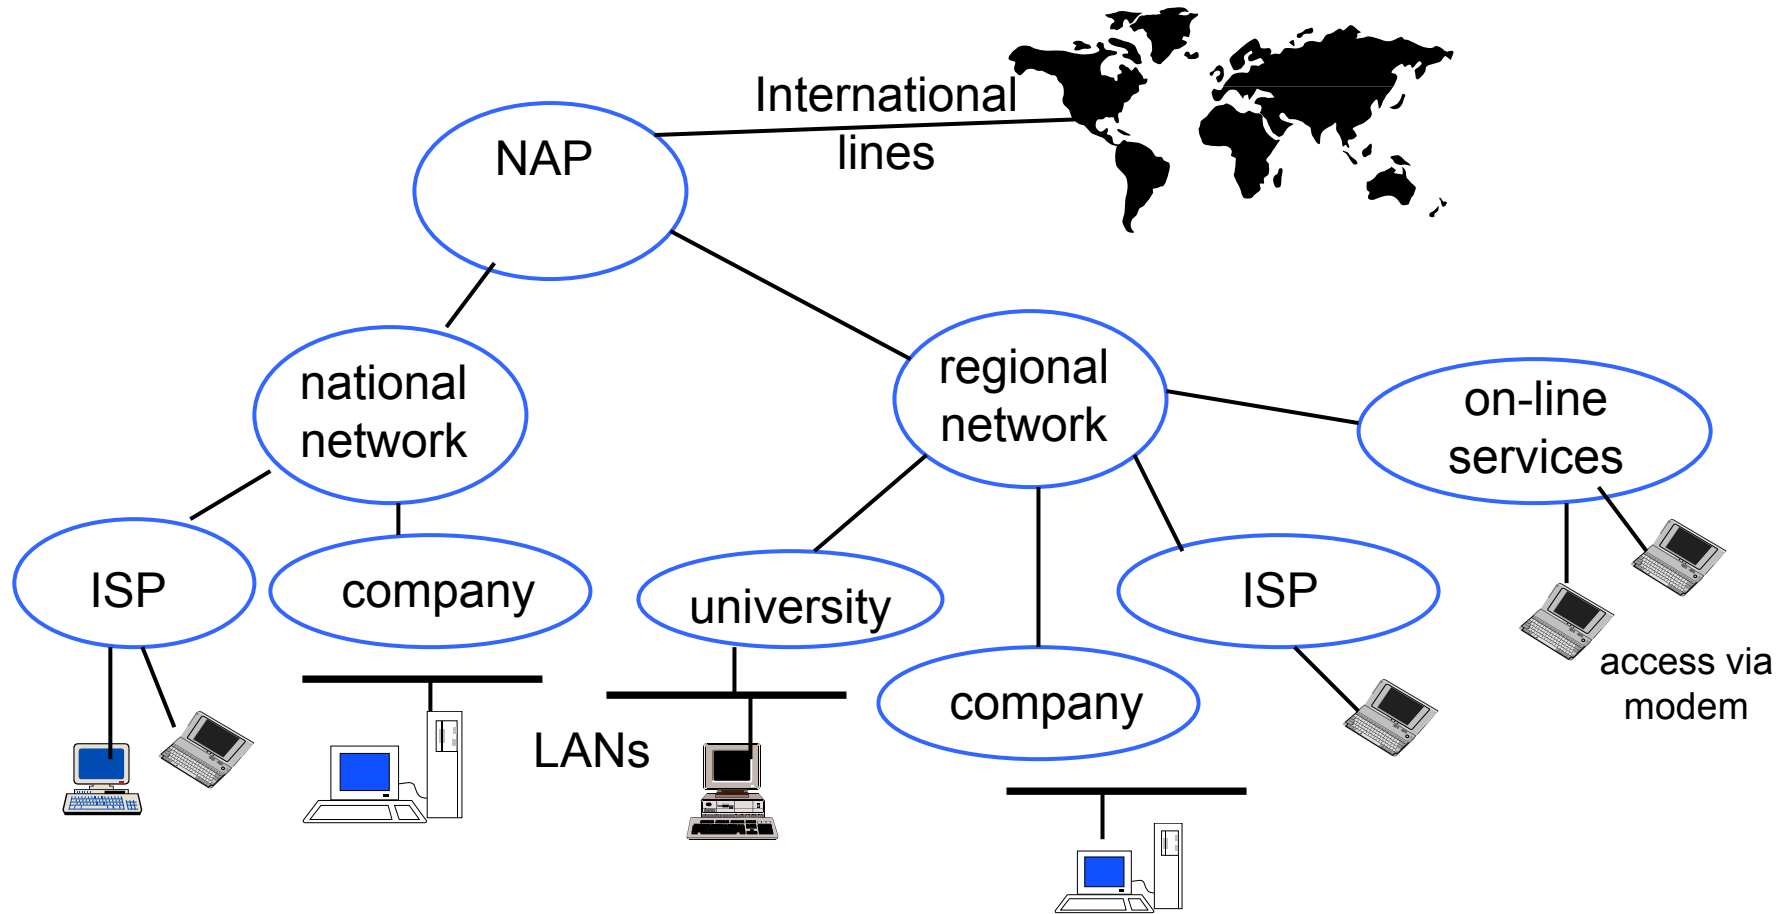 International
lines
NAP
national
network
regional
network
on-line
services
ISP
company
university
ISP
company
access via
modem
LANs